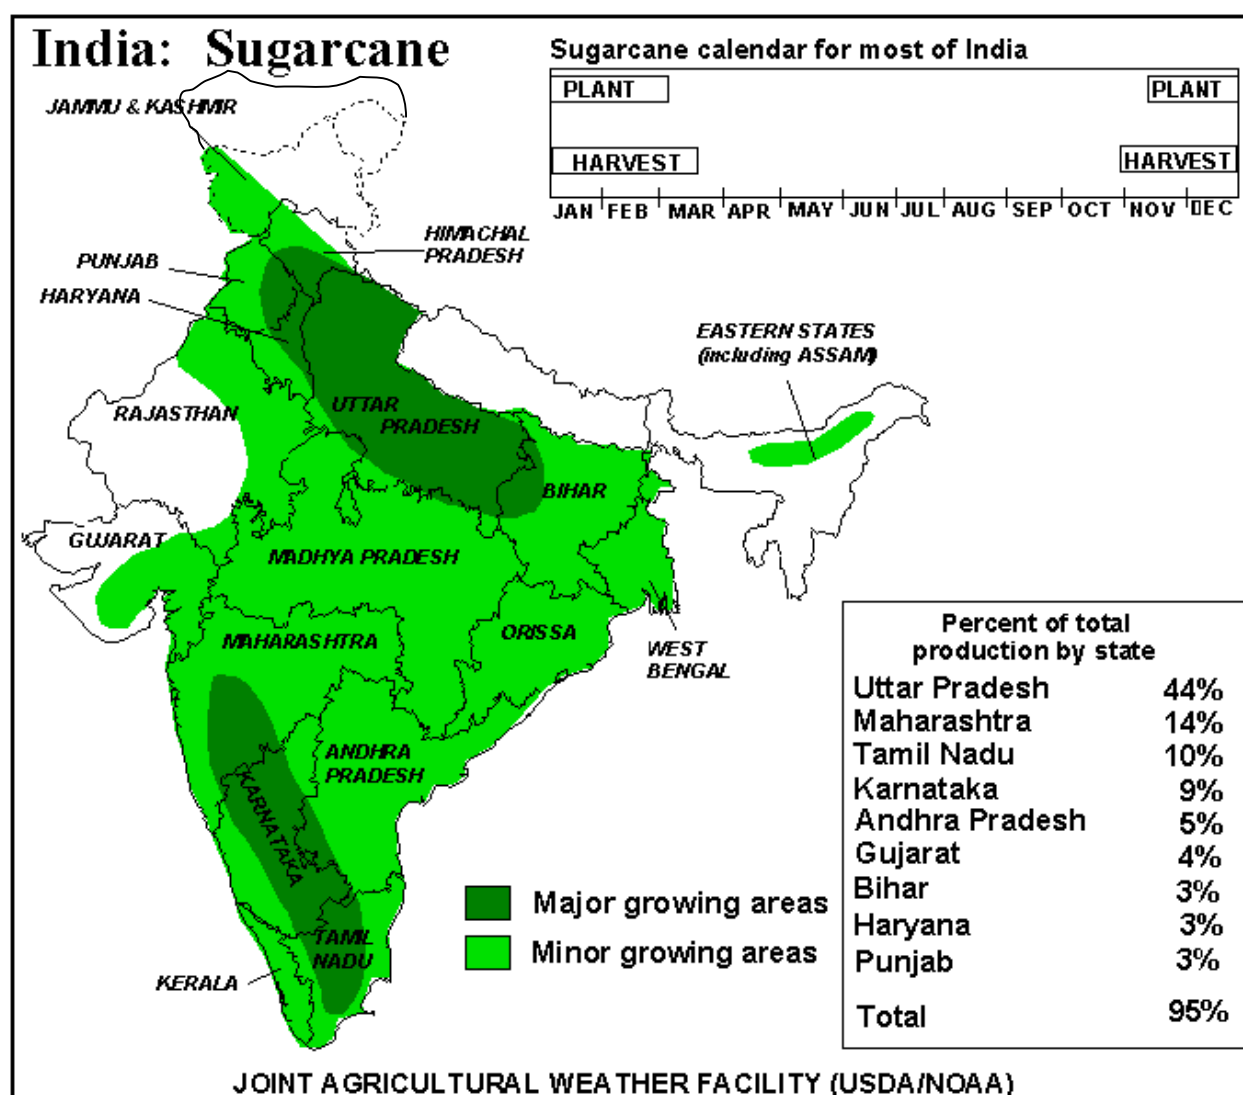 India: Sugarcane
Sugarcane calendar for most of India
PLANT PLANT
HARVEST HARVEST
JAN FEB MAR APR MAY JUN JUL AUG SEP OCT NOV DEC
JAMMU & KASHMIR
HIMACHAL
PRADESH
PUNJAB
HARYANA
EASTERN STATES
(including ASSAM)
RAJASTHAN
UTTAR
PRADESH
BIHAR
GUJARAT
MADHYA PRADESH
MAHARASHTRA
ORISSA
WEST
BENGAL
ANDHRA
PRADESH
KARNATAKA
TAMIL
NADU
KERALA
Major growing areas
Minor growing areas
Percent of total
production by state
Uttar Pradesh 44%
Maharashtra 14%
Tamil Nadu 10%
Karnataka 9%
Andhra Pradesh 5%
Gujarat 4%
Bihar 3%
Haryana 3%
Punjab 3%
Total 95%
JOINT AGRICULTURAL WEATHER FACILITY (USDA/NOAA)